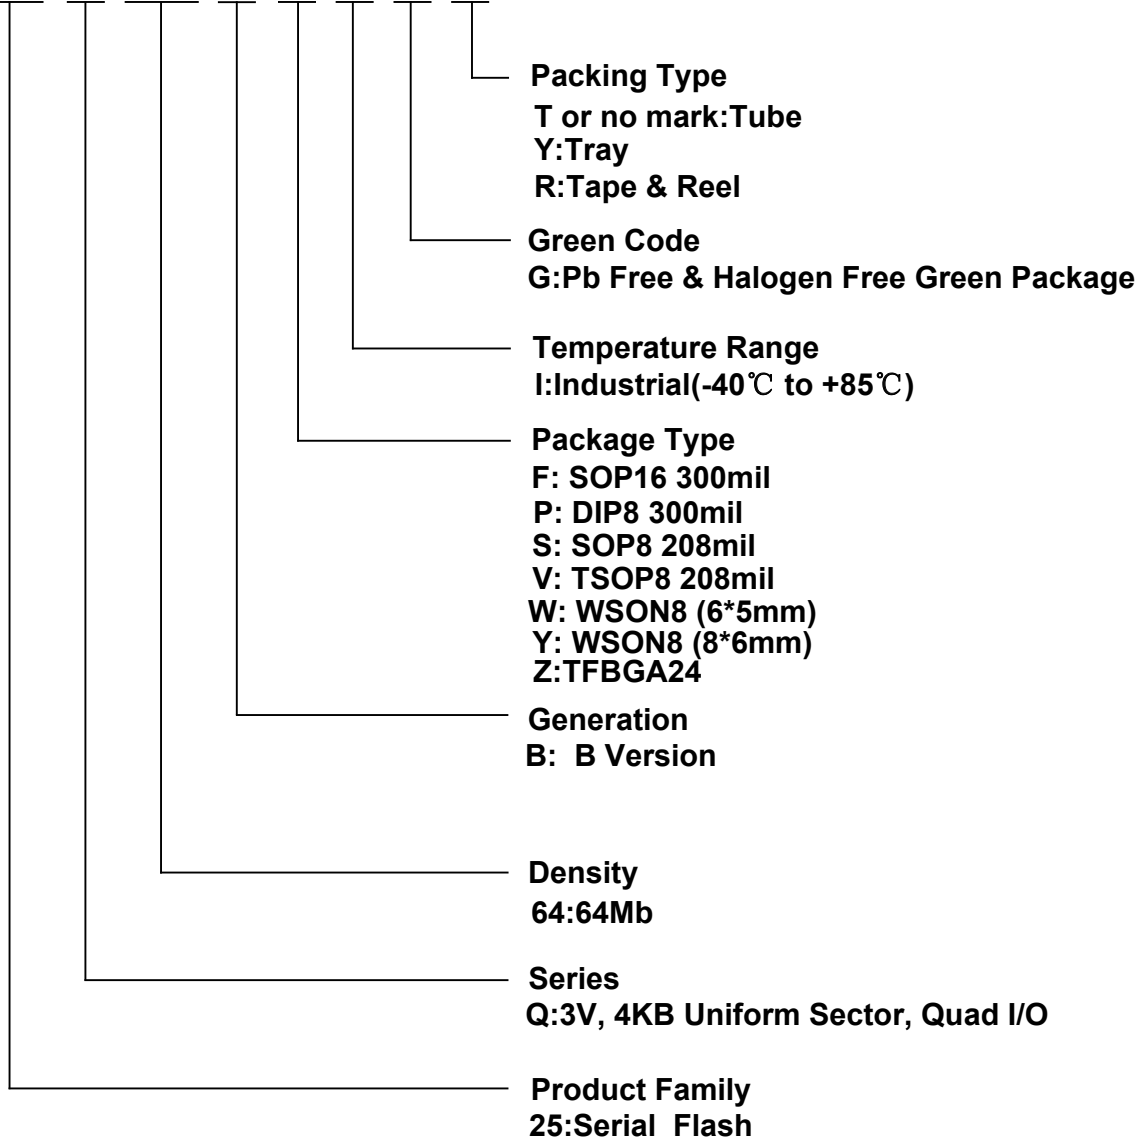 Packing Type
T or no mark:Tube
Y:Tray
R:Tape & Reel
Green Code
G:Pb Free & Halogen Free Green Package
Temperature Range
I:Industrial(-40℃ to +85℃)
Package Type
F: SOP16 300mil
P: DIP8 300mil
S: SOP8 208mil
V: TSOP8 208mil
W: WSON8 (6*5mm)
Y: WSON8 (8*6mm)
Z:TFBGA24
Generation
B:  B Version
Density
64:64Mb
Series
Q:3V, 4KB Uniform Sector, Quad I/O
Product Family
25:Serial  Flash